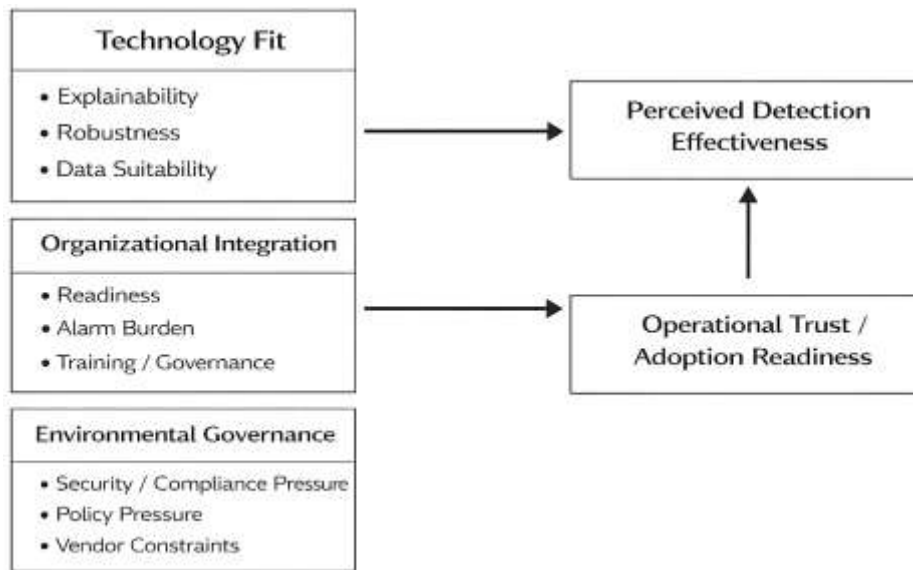 Technology Fit
• Explainability
• Robustness
• Data Suitability
Organizational Integration
• Readiness
• Alarm Burden
• Training / Governance
Environmental Governance
• Security / Compliance Pressure
• Policy Pressure
• Vendor Constraints
Perceived Detection
Effectiveness
Operational Trust /
Adoption Readiness